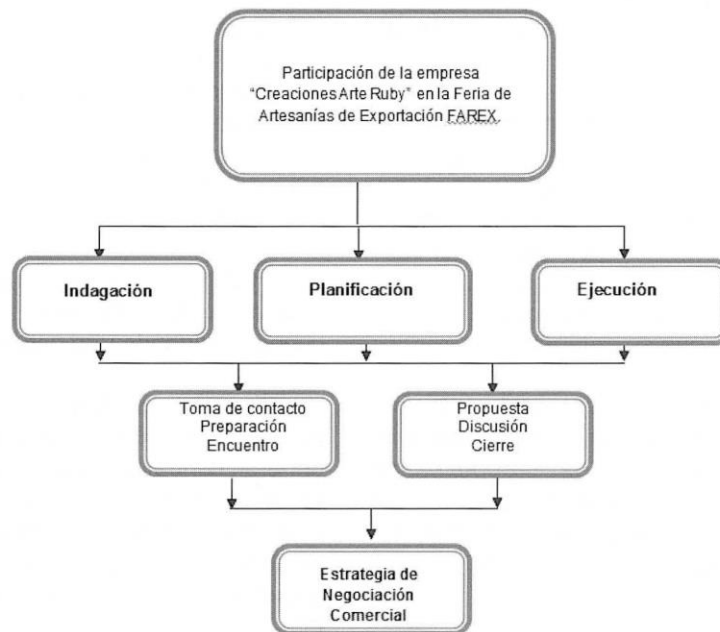 Participación de la empresa
“Creaciones Arte Ruby” en la Feria de
Artesanías de Exportación FAREX.
Indagación
Planificación
Ejecución
Toma de contacto
Preparación
Encuentro
Propuesta
Discusión
Cierre
Estrategia de
Negociación
Comercial